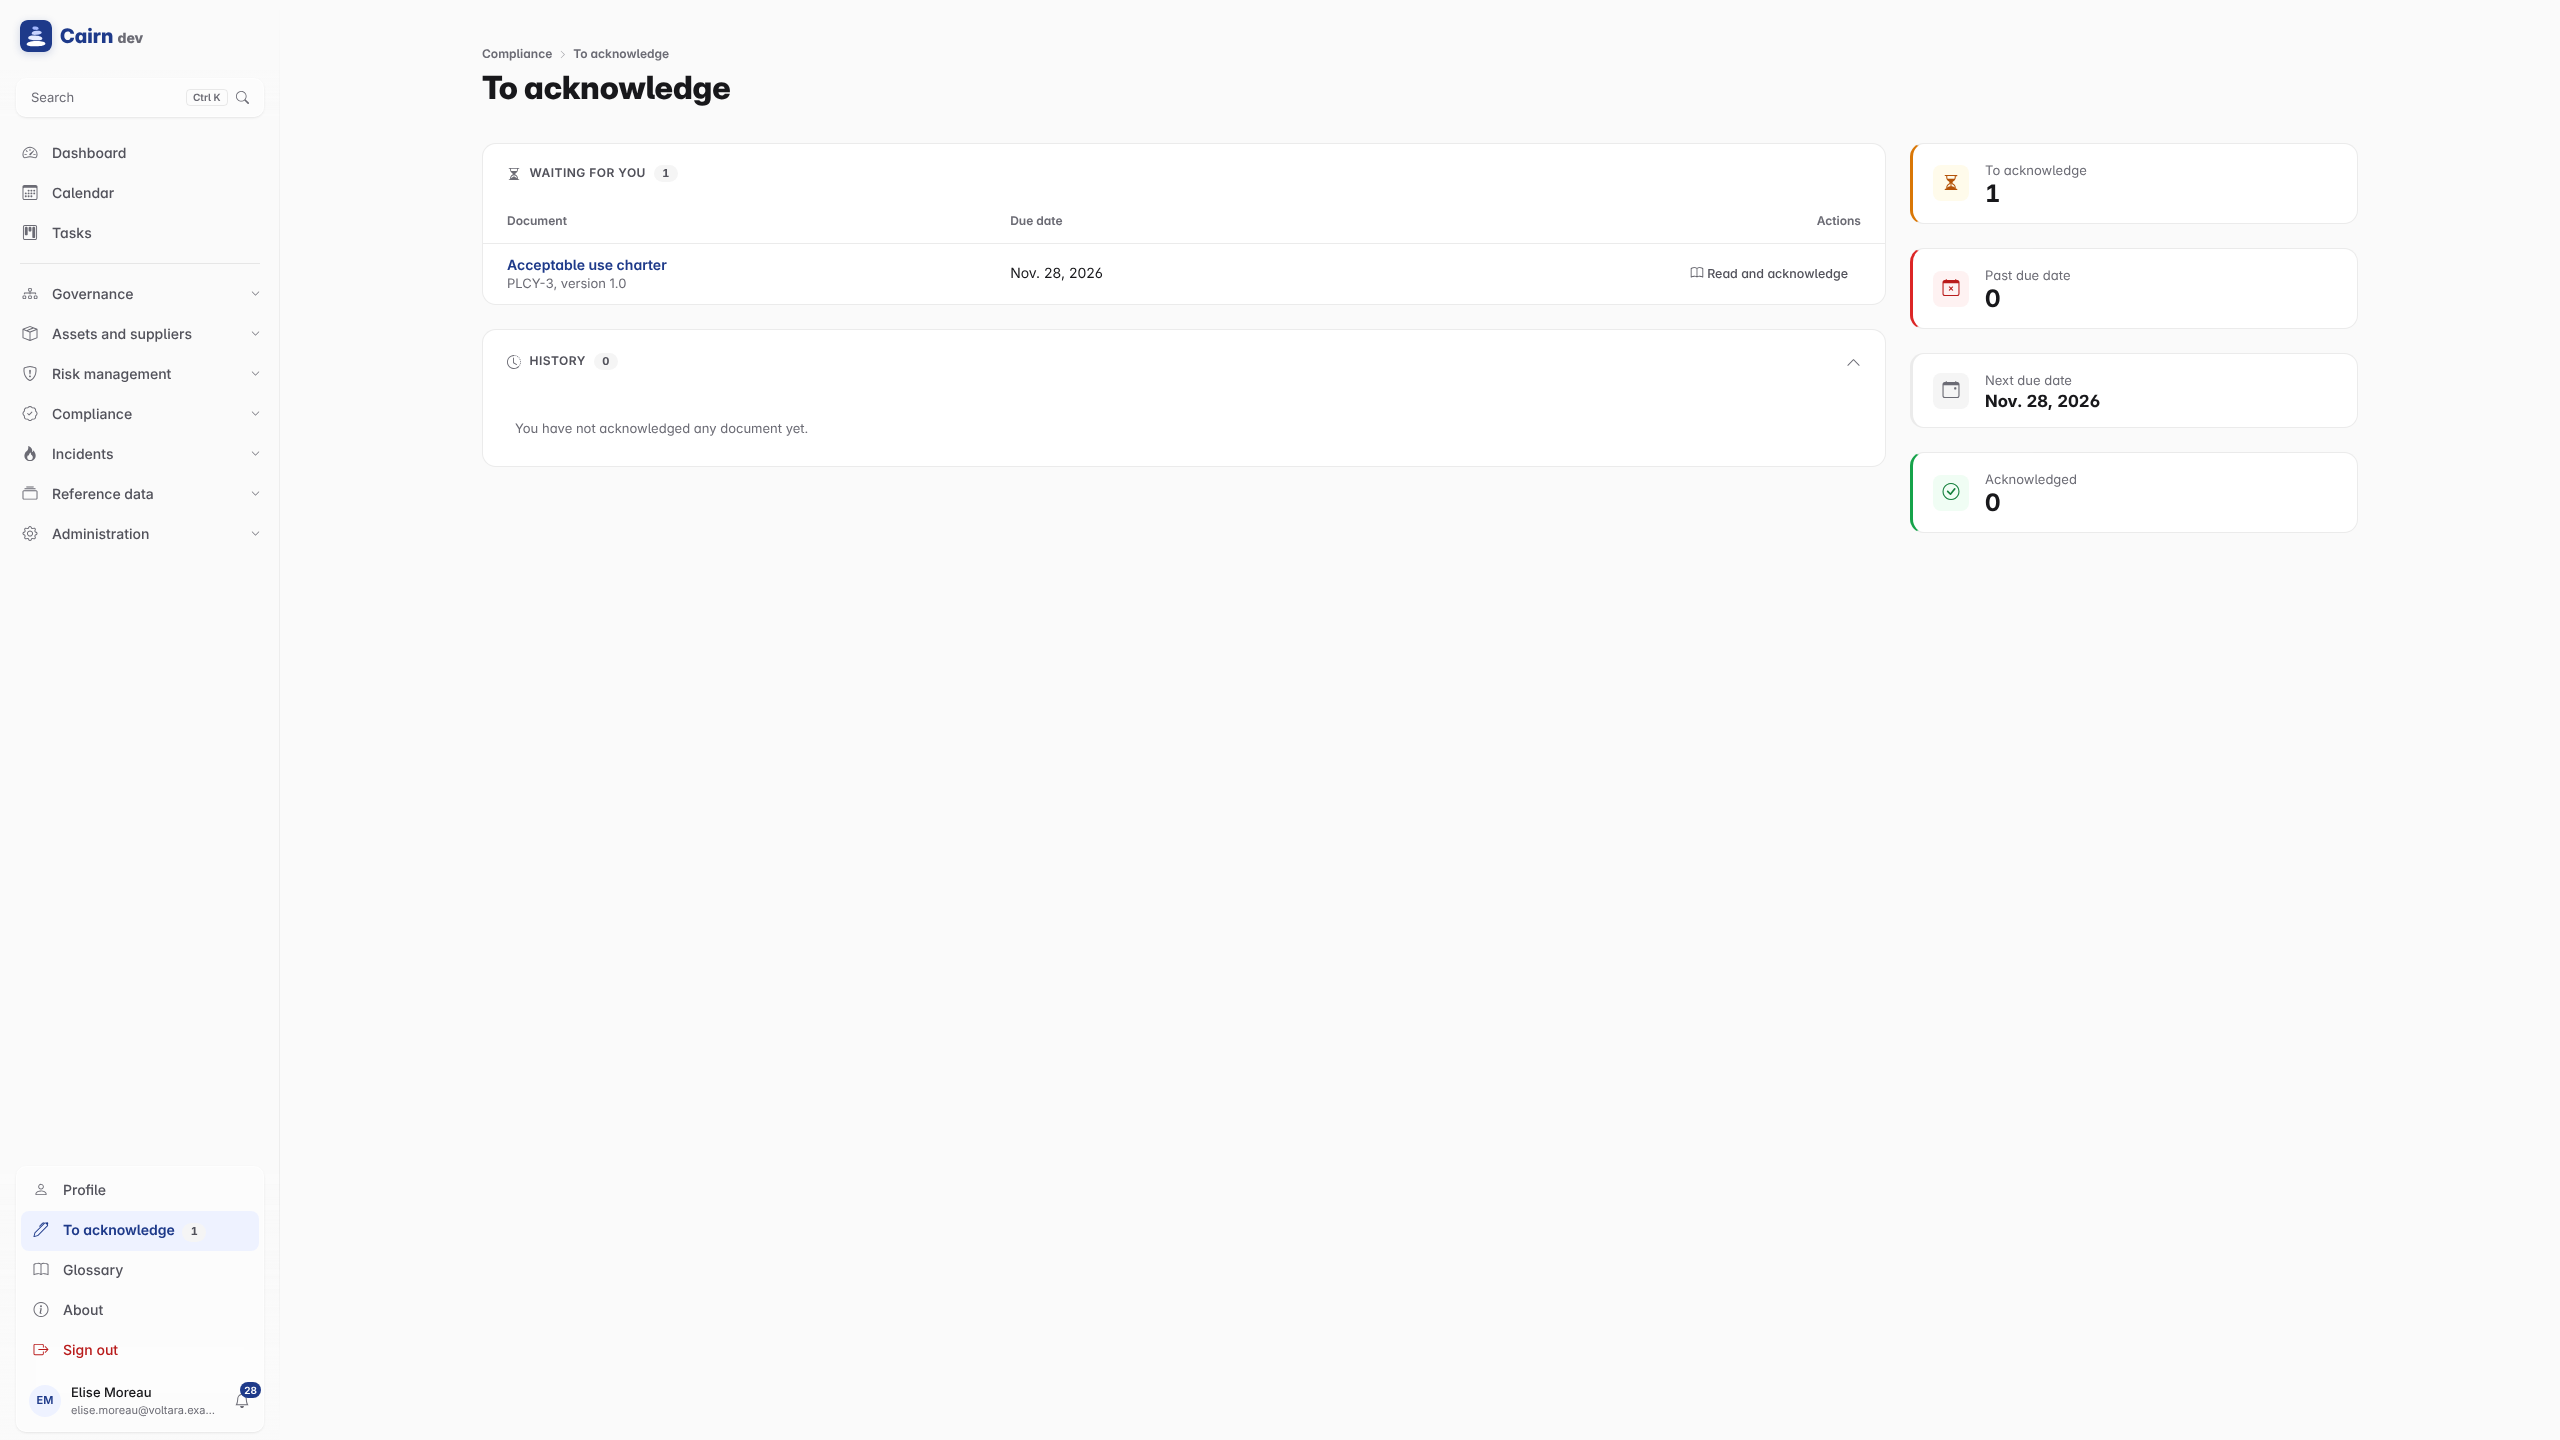 Cairn dev
Search
Ctrl K
Dashboard
Calendar
Tasks
Governance
Assets and suppliers
Risk management
Compliance
Incidents
Reference data
Administration
Profile
To acknowledge 1
Glossary
About
Sign out
EM
Elise Moreau
elise.moreau@voltara.exa...
28
Compliance > To acknowledge
To acknowledge
WAITING FOR YOU 1
Document Due date Actions
Acceptable use charter
PLCY-3, version 1.0
Nov. 28, 2026
Read and acknowledge
HISTORY 0
You have not acknowledged any document yet.
To acknowledge
1
Past due date
0
Next due date
Nov. 28, 2026
Acknowledged
0